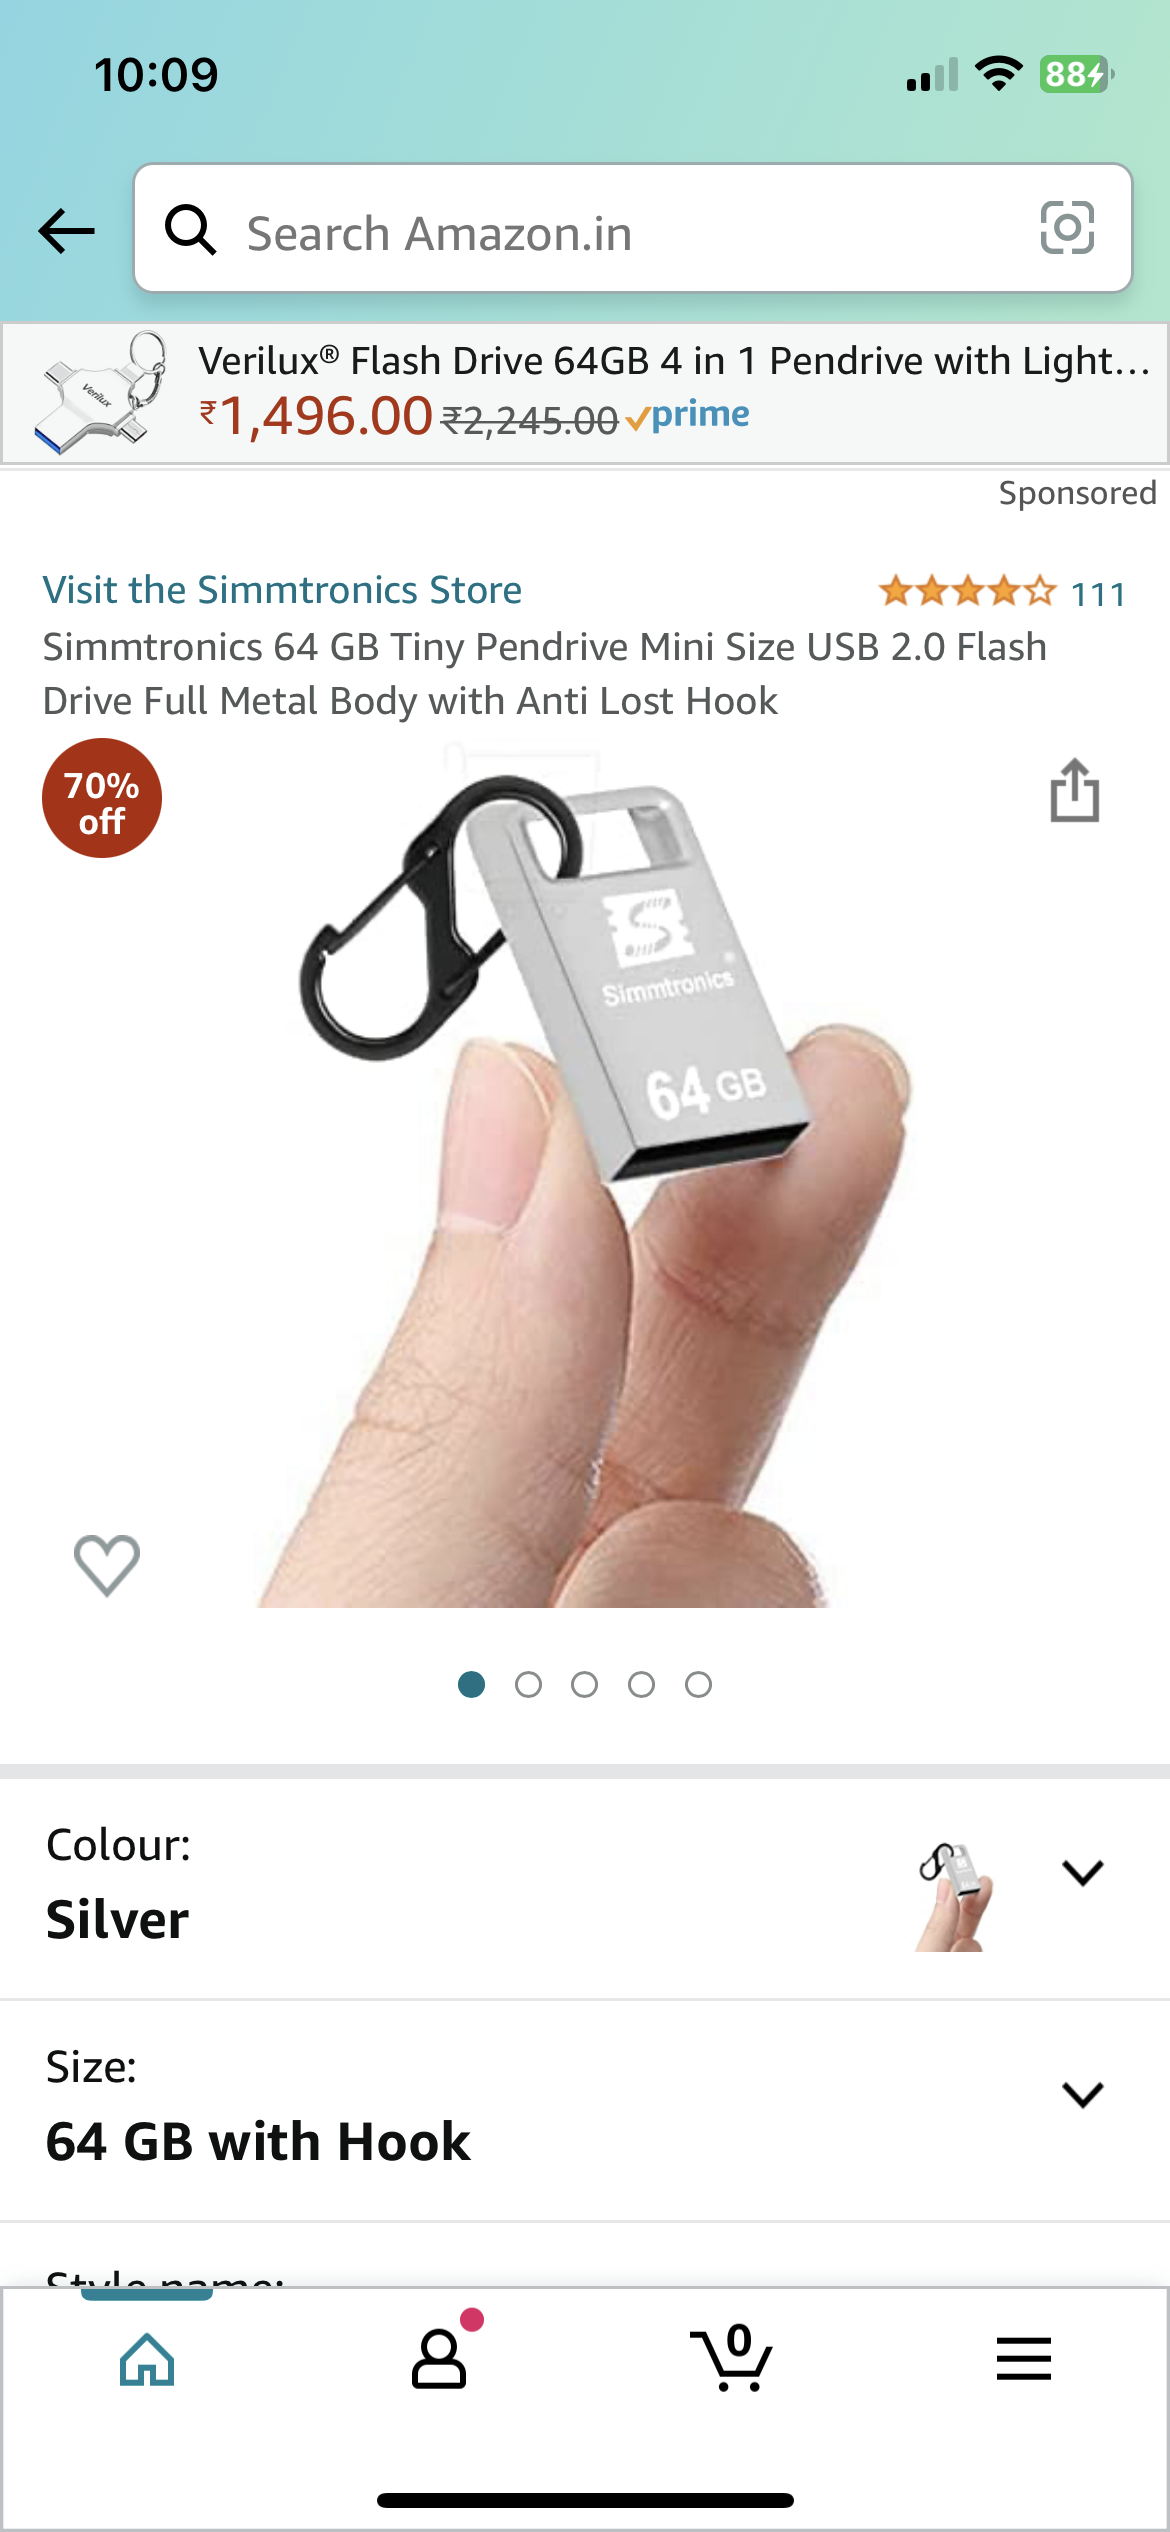 10:09
88
Search Amazon.in
Verilux
Verilux® Flash Drive 64GB 4 in 1 Pendrive with Light...
₹1,496.00 ₹2,245.00 prime
Sponsored
Visit the Simmtronics Store
111
Simmtronics 64 GB Tiny Pendrive Mini Size USB 2.0 Flash
Drive Full Metal Body with Anti Lost Hook
70%
off
S
Simmtronics
64 GB
Colour:
Silver
Size:
64 GB with Hook
Style name:
0